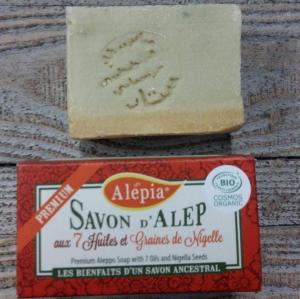 PREMIUM
Alépia®
BIO
COSMOS
ORGANIC
SAVON D'ALEP
aux 7 Huiles et Graines de Nigelle
Premium Aleppo Soap with 7 Oils and Nigella Seeds
LES BIENFAITS D'UN SAVON ANCESTRAL